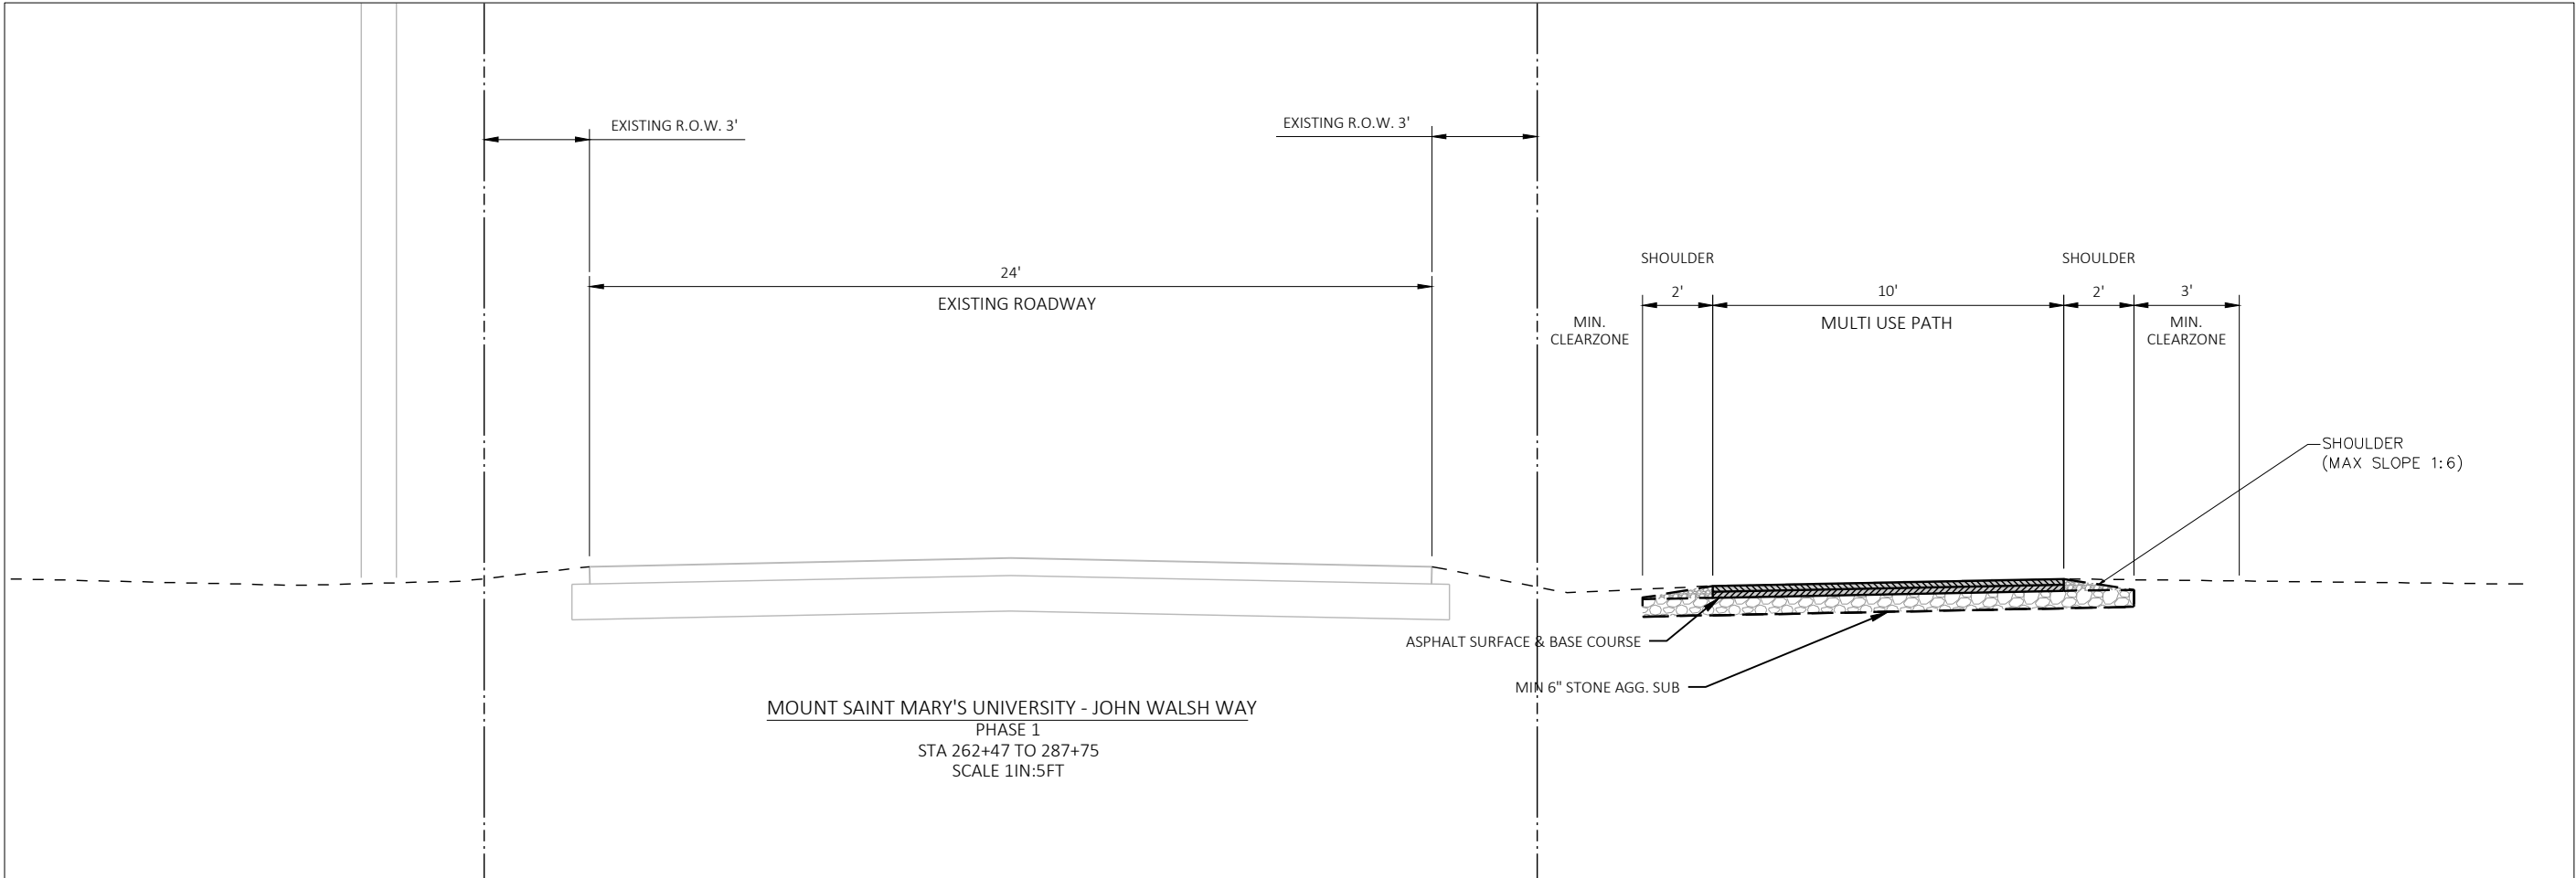 EXISTING R.O.W. 3'
EXISTING R.O.W. 3'
24'
EXISTING ROADWAY
SHOULDER
SHOULDER
2'
10'
2'
3'
MIN.
CLEARZONE
MULTI USE PATH
MIN.
CLEARZONE
SHOULDER
(MAX SLOPE 1:6)
ASPHALT SURFACE & BASE COURSE
MIN 6" STONE AGG. SUB
MOUNT SAINT MARY'S UNIVERSITY - JOHN WALSH WAY
PHASE 1
STA 262+47 TO 287+75
SCALE 1IN:5FT